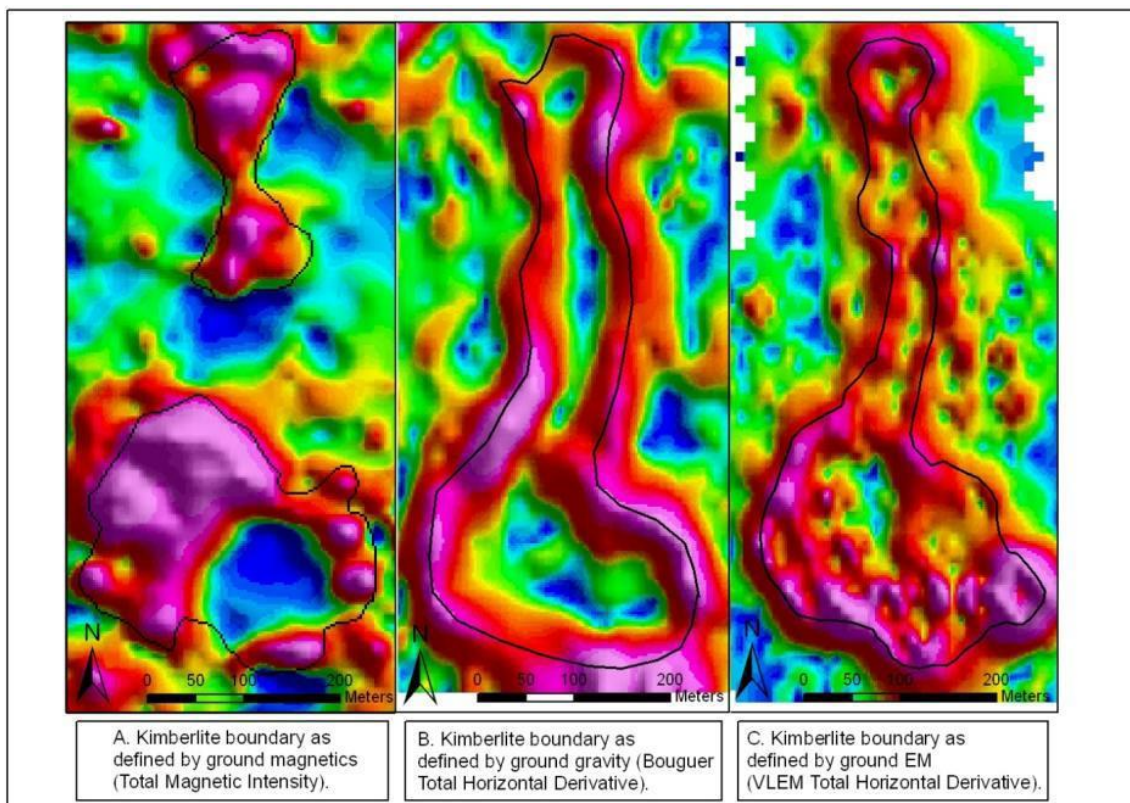 N
0 50 100 200
Meters
N
0 50 100 200
Meters
N
0 50 100 200
Meters
A. Kimberlite boundary as
defined by ground magnetics
(Total Magnetic Intensity).
B. Kimberlite boundary as
defined by ground gravity (Bouguer
Total Horizontal Derivative).
C. Kimberlite boundary as
defined by ground EM
(VLEM Total Horizontal Derivative).